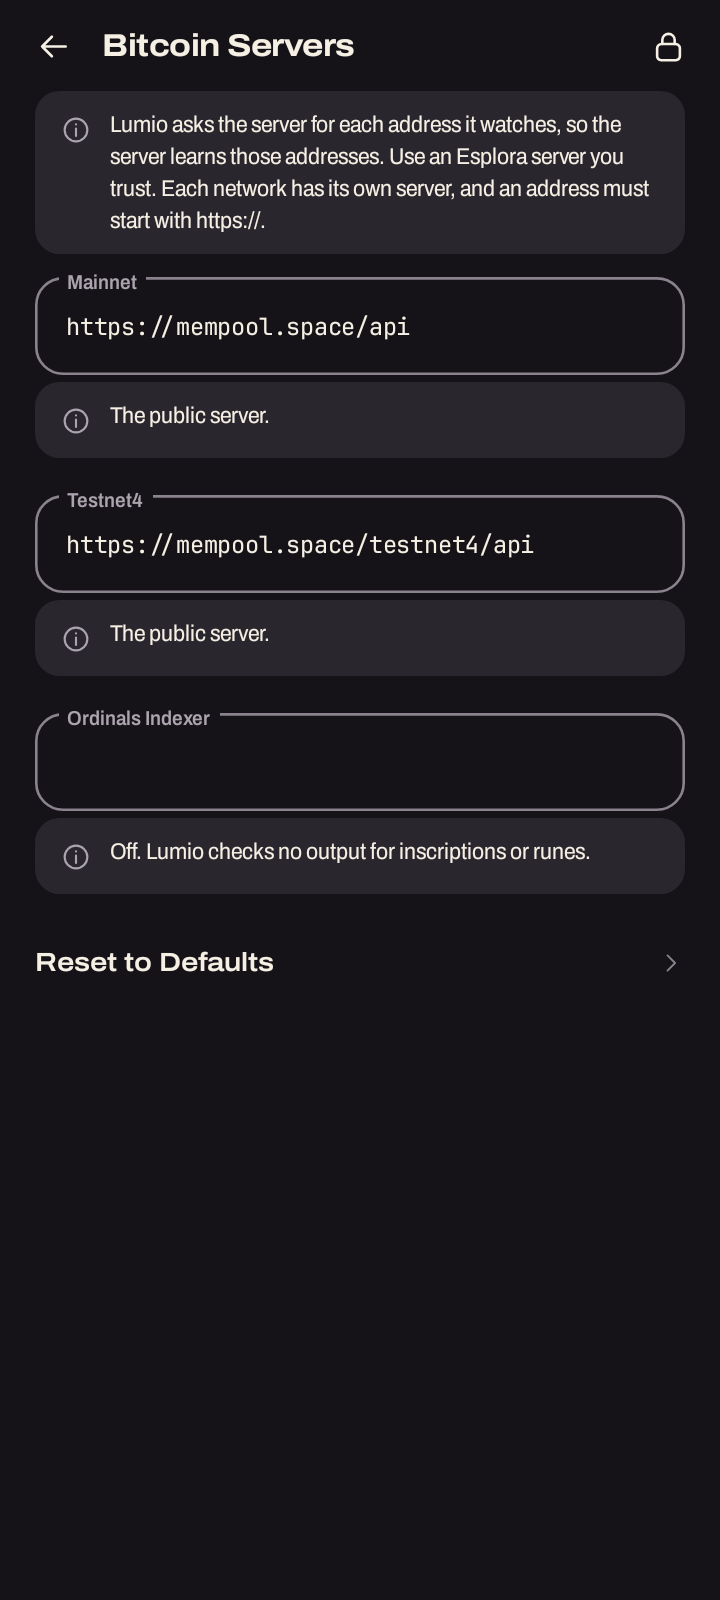 Bitcoin Servers
Lumio asks the server for each address it watches, so the
server learns those addresses. Use an Esplora server you
trust. Each network has its own server, and an address must
start with https://.
Mainnet
https://mempool.space/api
The public server.
Testnet4
https://mempool.space/testnet4/api
The public server.
Ordinals Indexer
Off. Lumio checks no output for inscriptions or runes.
Reset to Defaults